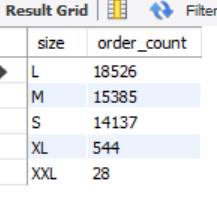 Result Grid Filter
size order_count
L 18526
M 15385
S 14137
XL 544
XXL 28